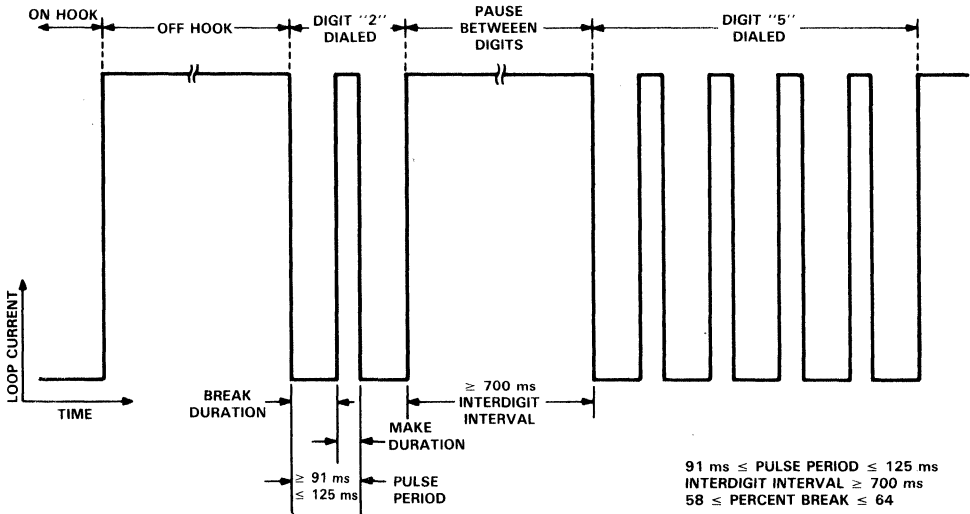 ON HOOK
OFF HOOK
DIGIT "2"
DIALED
PAUSE
BETWEEEN
DIGITS
DIGIT "5"
DIALED
LOOP CURRENT
TIME
BREAK
DURATION
≥ 700 ms
INTERDIGIT
INTERVAL
MAKE
DURATION
≥ 91 ms
≤ 125 ms
PULSE
PERIOD
91 ms ≤ PULSE PERIOD ≤ 125 ms
INTERDIGIT INTERVAL ≥ 700 ms
58 ≤ PERCENT BREAK ≤ 64